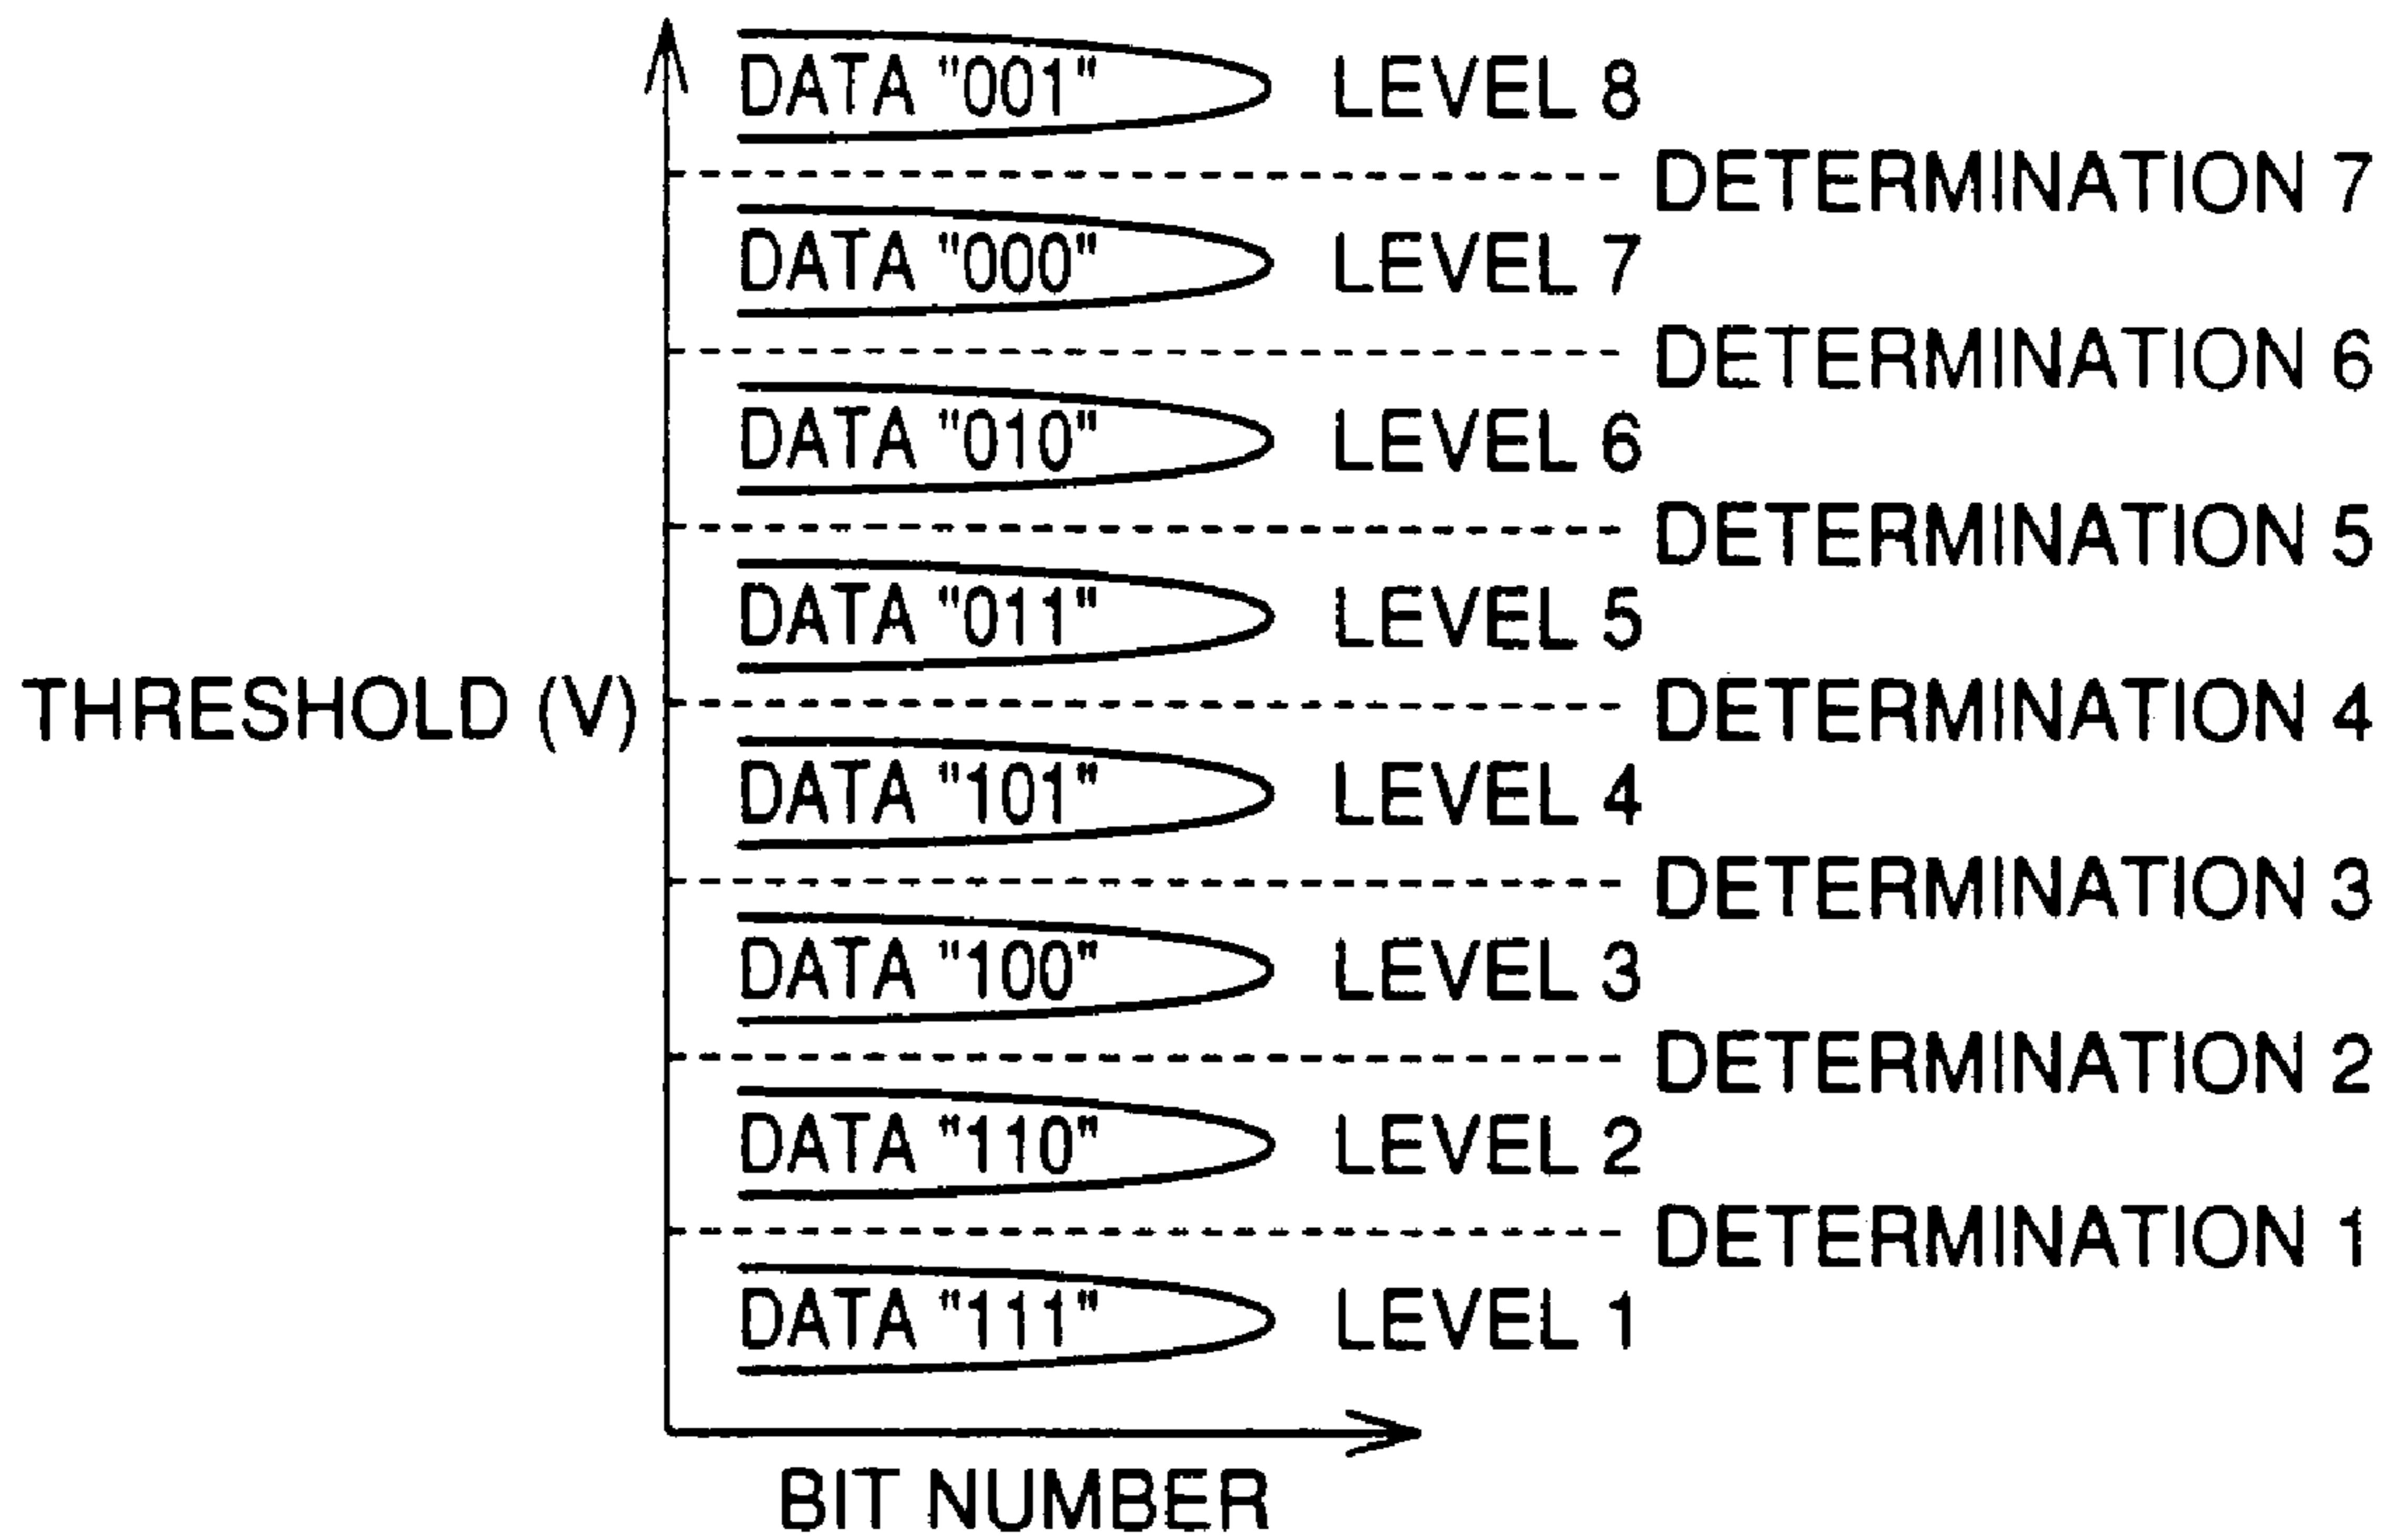 DATA "001" LEVEL 8
DETERMINATION 7
DATA "000" LEVEL 7
DETERMINATION 6
DATA "010" LEVEL 6
DETERMINATION 5
DATA "011" LEVEL 5
THRESHOLD (V) DETERMINATION 4
DATA "101" LEVEL 4
DETERMINATION 3
DATA "100" LEVEL 3
DETERMINATION 2
DATA "110" LEVEL 2
DETERMINATION 1
DATA "111" LEVEL 1
BIT NUMBER